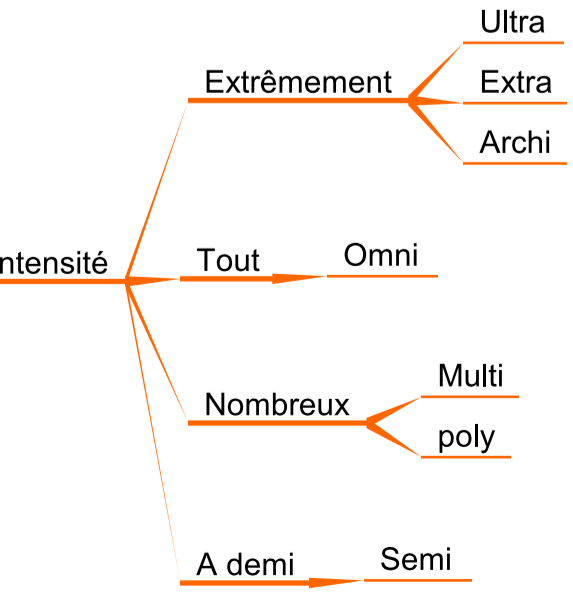 Ultra
Extrêmement
Extra
Archi
ntensité
Tout
Omni
Multi
Nombreux
poly
A demi
Semi